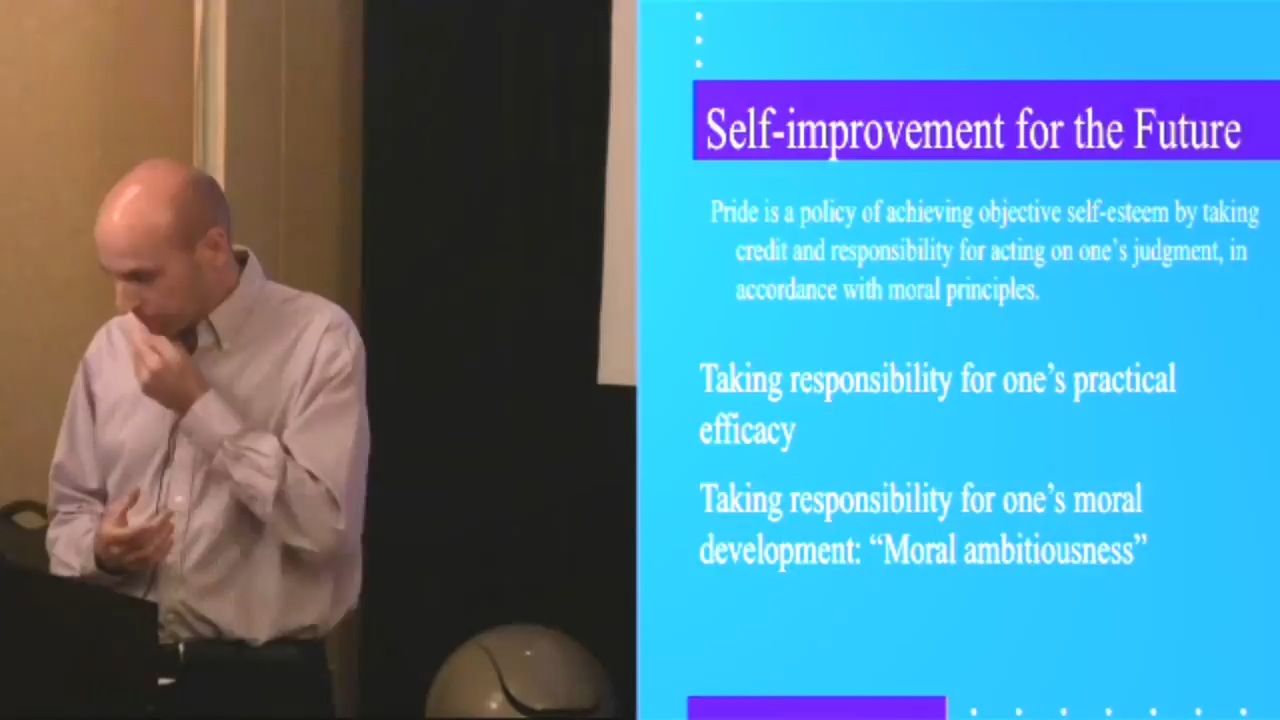 Self-improvement for the Future
Pride is a policy of achieving objective self-esteem by taking
credit and responsibility for acting on one's judgment, in
accordance with moral principles.
Taking responsibility for one's practical
efficacy
Taking responsibility for one's moral
development: “Moral ambitiousness”